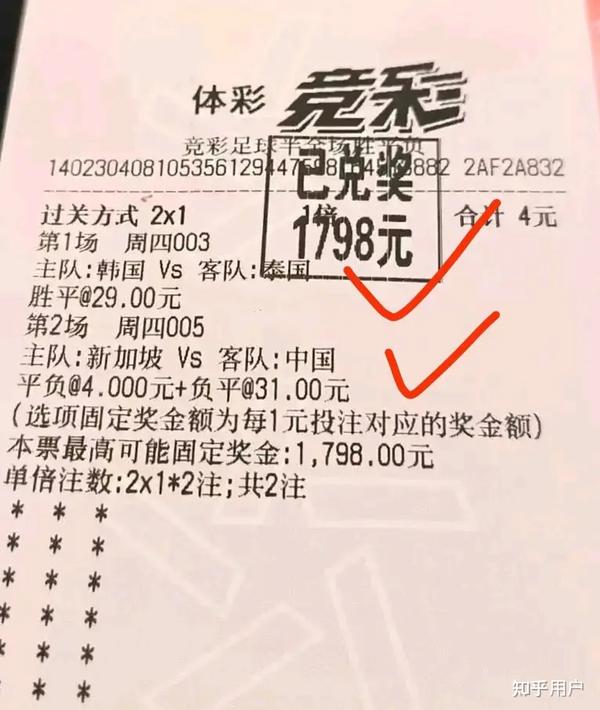 体彩 竞彩
竞彩足球半全场胜平负
2AF2A832
已兑奖
1798元
过关方式 2x1 1倍 合计 4元
第1场 周四003
主队:韩国 Vs 客队:泰国
胜平@29.00元
第2场 周四005
主队:新加坡 Vs 客队:中国
平负@4.000元+负平@31.00元
(选项固定奖金额为每1元投注对应的奖金额)
本票最高可能固定奖金:1,798.00元
单倍注数:2x1*2注;共2注
* * *
* * *
* * *
* * *
* * *
* * *
知乎用户